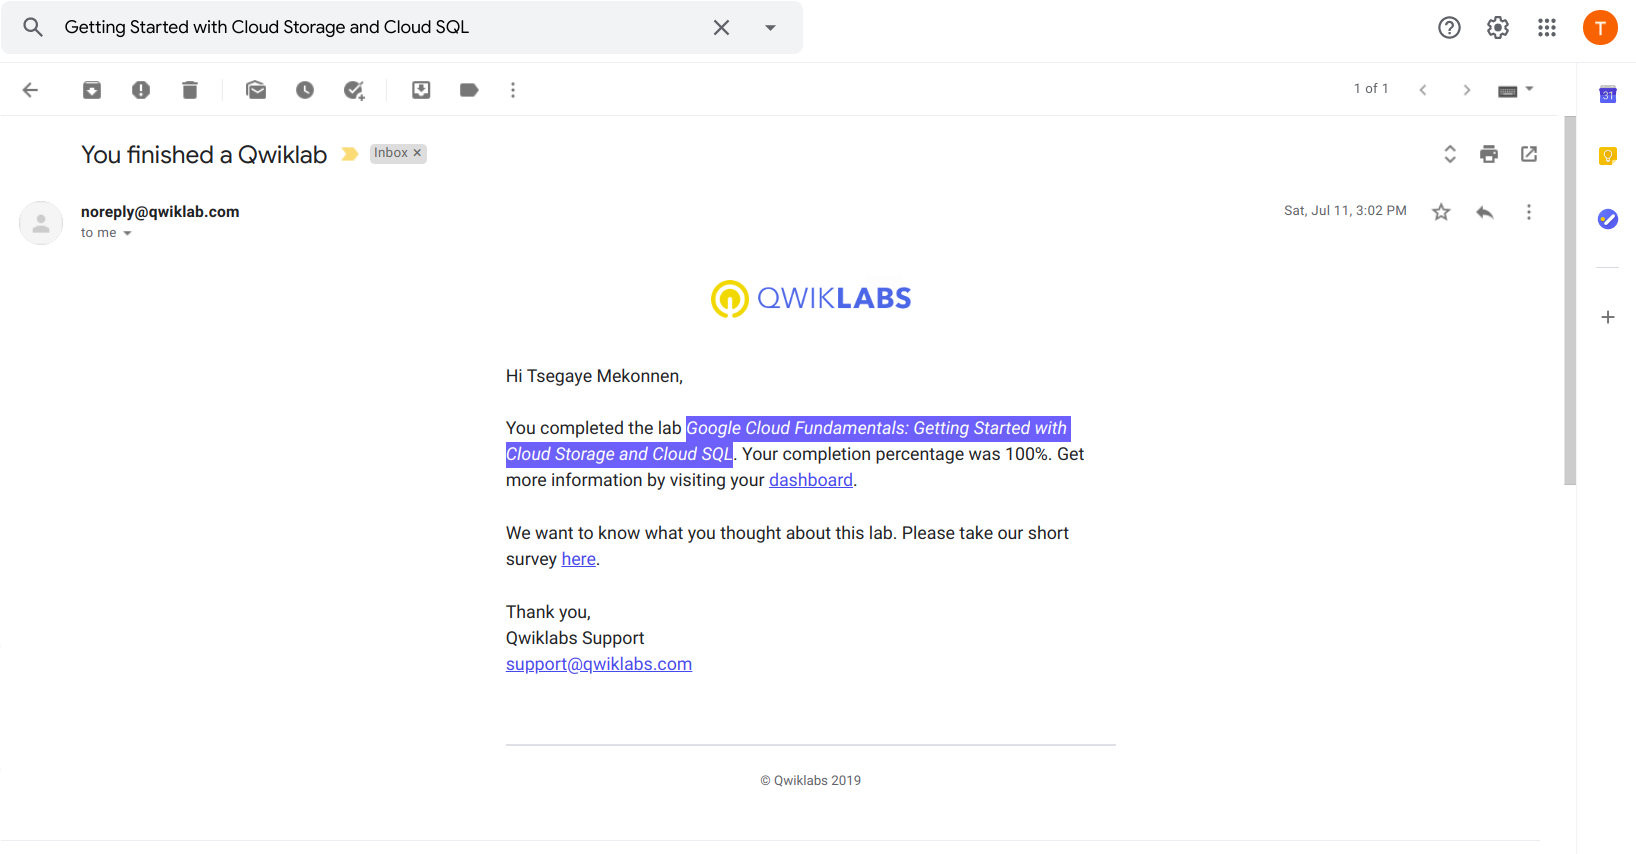 Getting Started with Cloud Storage and Cloud SQL
T
1 of 1
31
You finished a Qwiklab
Inbox ×
noreply@qwiklab.com
Sat, Jul 11, 3:02 PM
to me
QWIKLABS
Hi Tsegaye Mekonnen,
You completed the lab Google Cloud Fundamentals: Getting Started with
Cloud Storage and Cloud SQL. Your completion percentage was 100%. Get
more information by visiting your dashboard.
We want to know what you thought about this lab. Please take our short
survey here.
Thank you,
Qwiklabs Support
support@qwiklabs.com
© Qwiklabs 2019